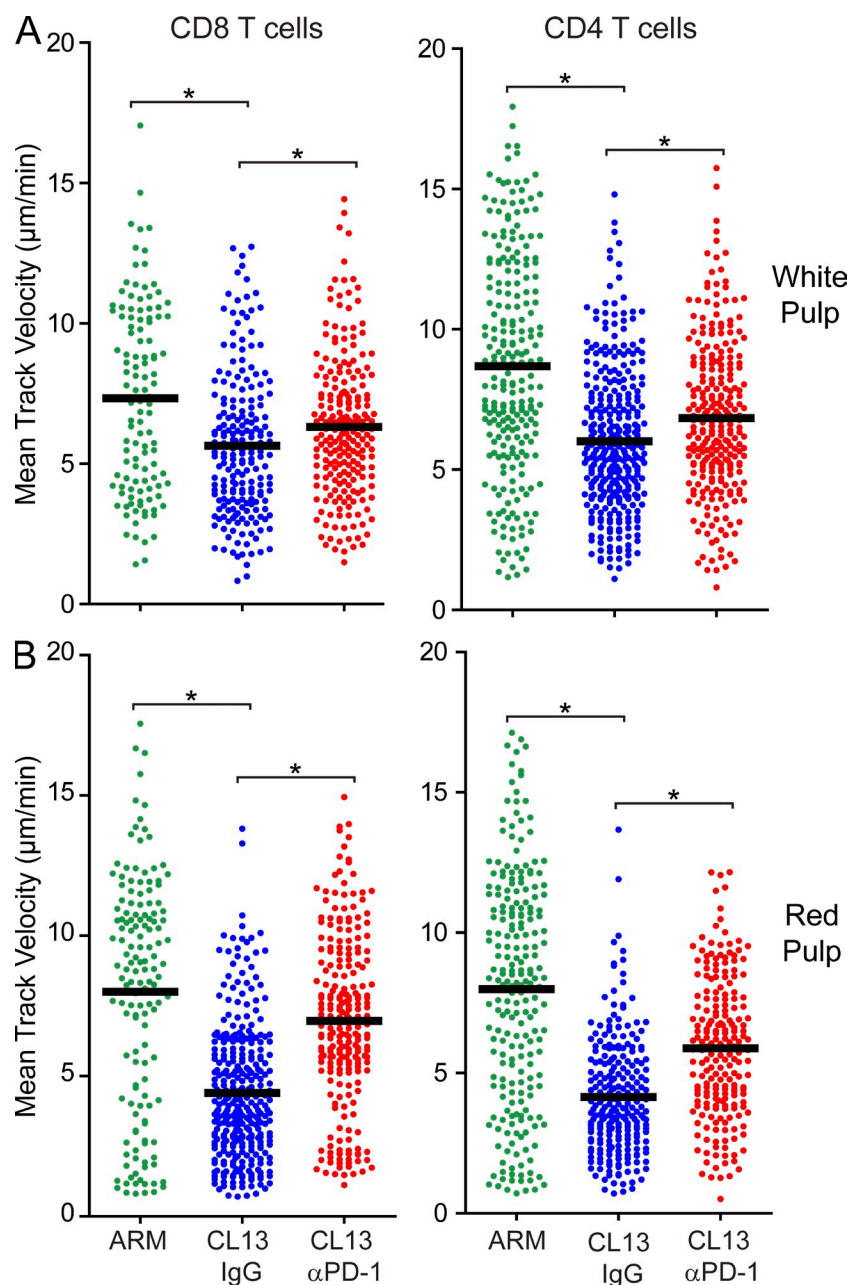 A
CD8 T cells
CD4 T cells
Mean Track Velocity (µm/min)
20
15
10
5
0
*
*
20
15
10
5
0
*
*
White
Pulp
B
Mean Track Velocity (µm/min)
20
15
10
5
0
*
*
20
15
10
5
0
*
*
Red
Pulp
ARM
CL13
IgG
CL13
αPD-1
ARM
CL13
IgG
CL13
αPD-1